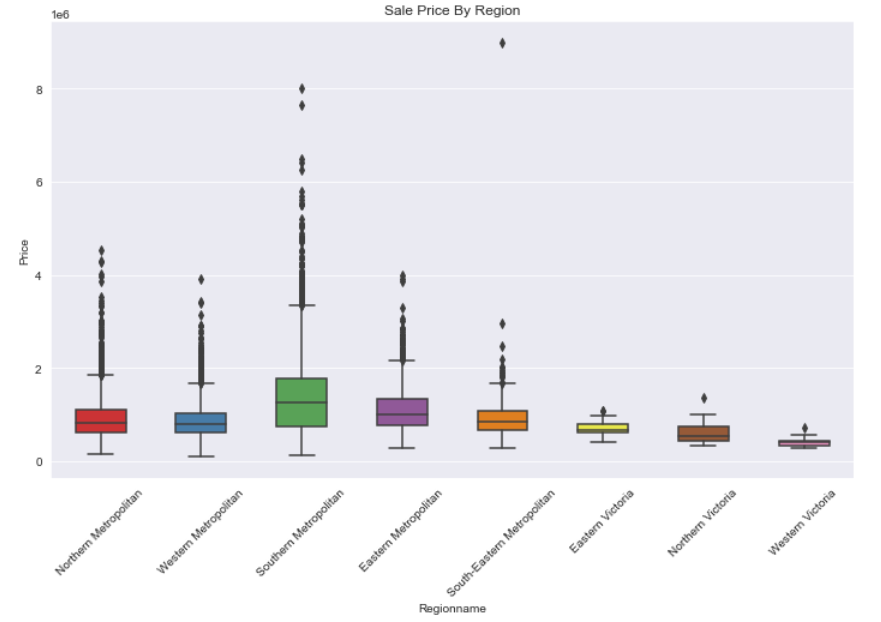 Sale Price By Region
1e6
8
6
4
2
0
Price
Northern Metropolitan
Western Metropolitan
Southern Metropolitan
Eastern Metropolitan
South-Eastern Metropolitan
Eastern Victoria
Northern Victoria
Western Victoria
Regionname